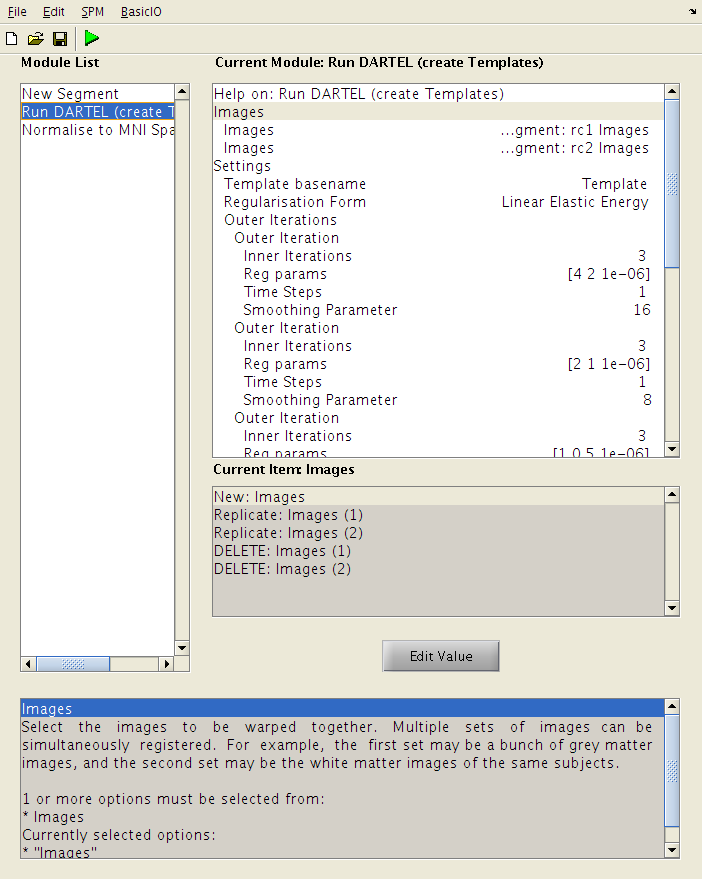 File Edit SPM BasicIO
Module List
Current Module: Run DARTEL (create Templates)
New Segment
Run DARTEL (create T
Normalise to MNI Spa
Help on: Run DARTEL (create Templates)
Images
Images ...gment: rc1 Images
Images ...gment: rc2 Images
Settings
Template basename Template
Regularisation Form Linear Elastic Energy
Outer Iterations
Outer Iteration
Inner Iterations 3
Reg params [4 2 1e-06]
Time Steps 1
Smoothing Parameter 16
Outer Iteration
Inner Iterations 3
Reg params [2 1 1e-06]
Time Steps 1
Smoothing Parameter 8
Outer Iteration
Inner Iterations 3
Reg params [1 0.5 1e-06]
Current Item: Images
New: Images
Replicate: Images (1)
Replicate: Images (2)
DELETE: Images (1)
DELETE: Images (2)
Edit Value
Images
Select the images to be warped together. Multiple sets of images can be
simultaneously registered. For example, the first set may be a bunch of grey matter
images, and the second set may be the white matter images of the same subjects.
1 or more options must be selected from:
* Images
Currently selected options:
* "Images"